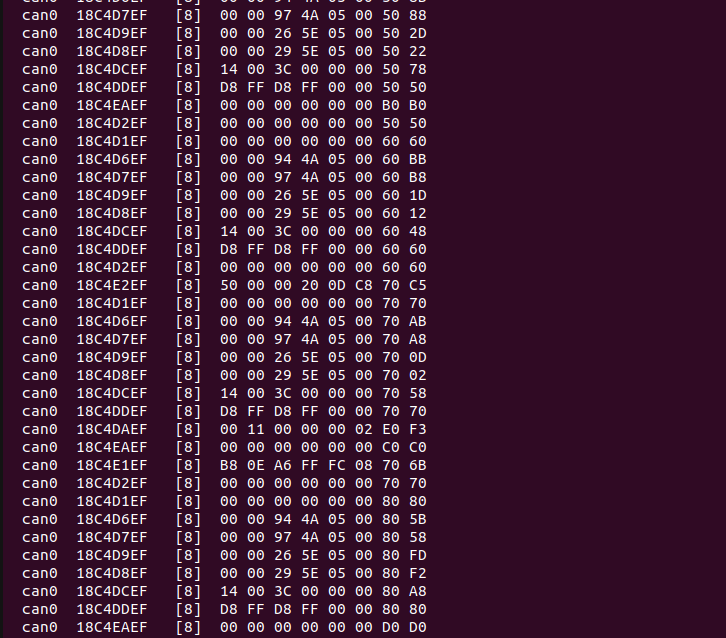 can0  18C4D7EF   [8]  00 00 97 4A 05 00 50 88
can0  18C4D9EF   [8]  00 00 26 5E 05 00 50 2D
can0  18C4D8EF   [8]  00 00 29 5E 05 00 50 22
can0  18C4DCEF   [8]  14 00 3C 00 00 00 50 78
can0  18C4DDEF   [8]  D8 FF D8 FF 00 00 50 50
can0  18C4EAEF   [8]  00 00 00 00 00 00 B0 B0
can0  18C4D2EF   [8]  00 00 00 00 00 00 50 50
can0  18C4D1EF   [8]  00 00 00 00 00 00 60 60
can0  18C4D6EF   [8]  00 00 94 4A 05 00 60 BB
can0  18C4D7EF   [8]  00 00 97 4A 05 00 60 B8
can0  18C4D9EF   [8]  00 00 26 5E 05 00 60 1D
can0  18C4D8EF   [8]  00 00 29 5E 05 00 60 12
can0  18C4DCEF   [8]  14 00 3C 00 00 00 60 48
can0  18C4DDEF   [8]  D8 FF D8 FF 00 00 60 60
can0  18C4D2EF   [8]  00 00 00 00 00 00 60 60
can0  18C4E2EF   [8]  50 00 00 20 0D C8 70 C5
can0  18C4D1EF   [8]  00 00 00 00 00 00 70 70
can0  18C4D6EF   [8]  00 00 94 4A 05 00 70 AB
can0  18C4D7EF   [8]  00 00 97 4A 05 00 70 A8
can0  18C4D9EF   [8]  00 00 26 5E 05 00 70 0D
can0  18C4D8EF   [8]  00 00 29 5E 05 00 70 02
can0  18C4DCEF   [8]  14 00 3C 00 00 00 70 58
can0  18C4DDEF   [8]  D8 FF D8 FF 00 00 70 70
can0  18C4DAEF   [8]  00 11 00 00 00 02 E0 F3
can0  18C4EAEF   [8]  00 00 00 00 00 00 C0 C0
can0  18C4E1EF   [8]  B8 0E A6 FF FC 08 70 6B
can0  18C4D2EF   [8]  00 00 00 00 00 00 70 70
can0  18C4D1EF   [8]  00 00 00 00 00 00 80 80
can0  18C4D6EF   [8]  00 00 94 4A 05 00 80 5B
can0  18C4D7EF   [8]  00 00 97 4A 05 00 80 58
can0  18C4D9EF   [8]  00 00 26 5E 05 00 80 FD
can0  18C4D8EF   [8]  00 00 29 5E 05 00 80 F2
can0  18C4DCEF   [8]  14 00 3C 00 00 00 80 A8
can0  18C4DDEF   [8]  D8 FF D8 FF 00 00 80 80
can0  18C4EAEF   [8]  00 00 00 00 00 00 D0 D0